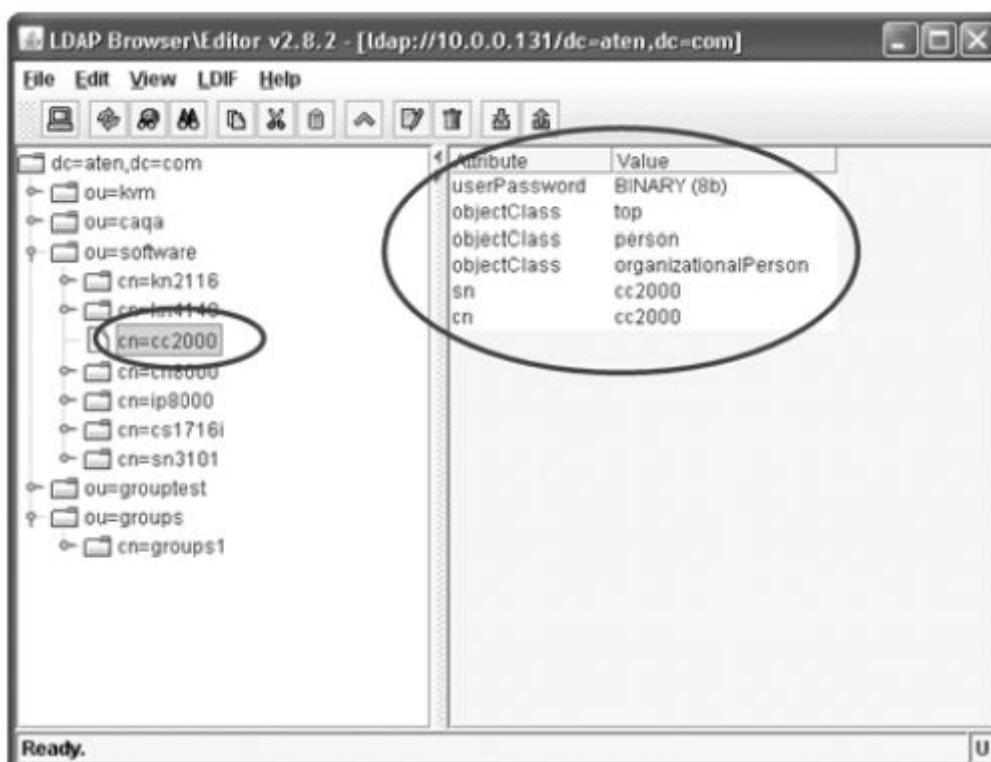 LDAP Browser\Editor v2.8.2 - [ldap://10.0.0.131/dc=aten,dc=com]
File Edit View LDIF Help
dc=aten,dc=com
ou=kvm
ou=caqa
ou=software
cn=kn2116
cn=cc2000
cn=cn8000
cn=ip8000
cn=cs1716i
cn=sn3101
ou=grouptest
ou=groups
cn=groups1
Attribute Value
userPassword BINARY (8b)
objectClass top
objectClass person
objectClass organizationalPerson
sn cc2000
cn cc2000
Ready.
U